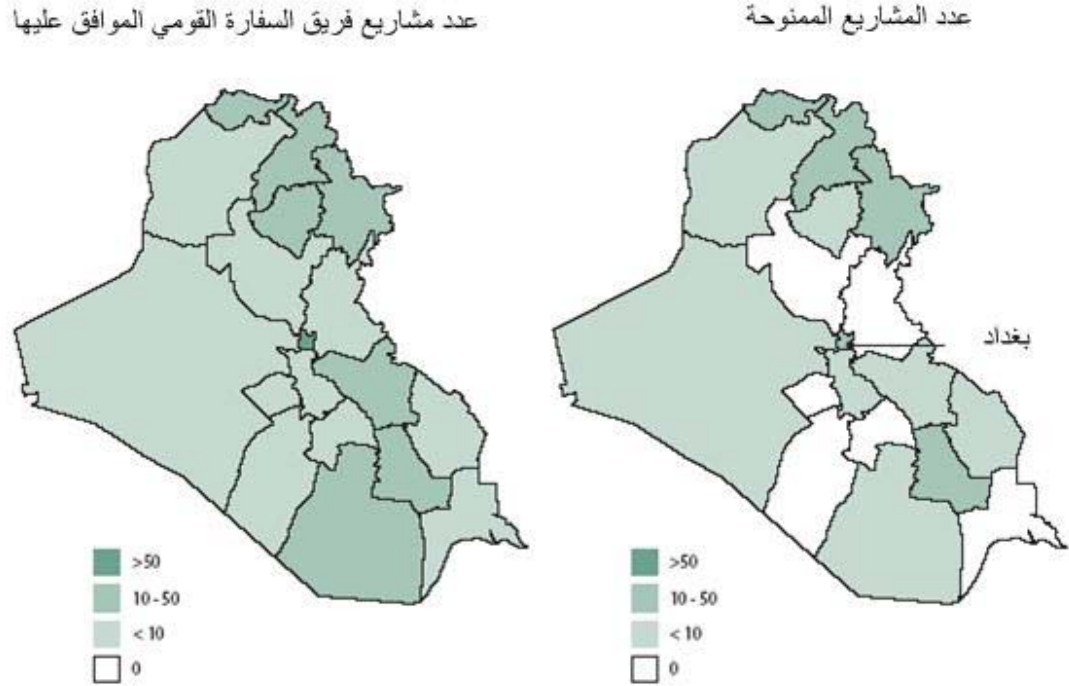 عدد مشاريع فريق السفارة القومي الموافق عليها
عدد المشاريع الممنوحة
بغداد
>50
10-50
< 10
0
>50
10-50
< 10
0